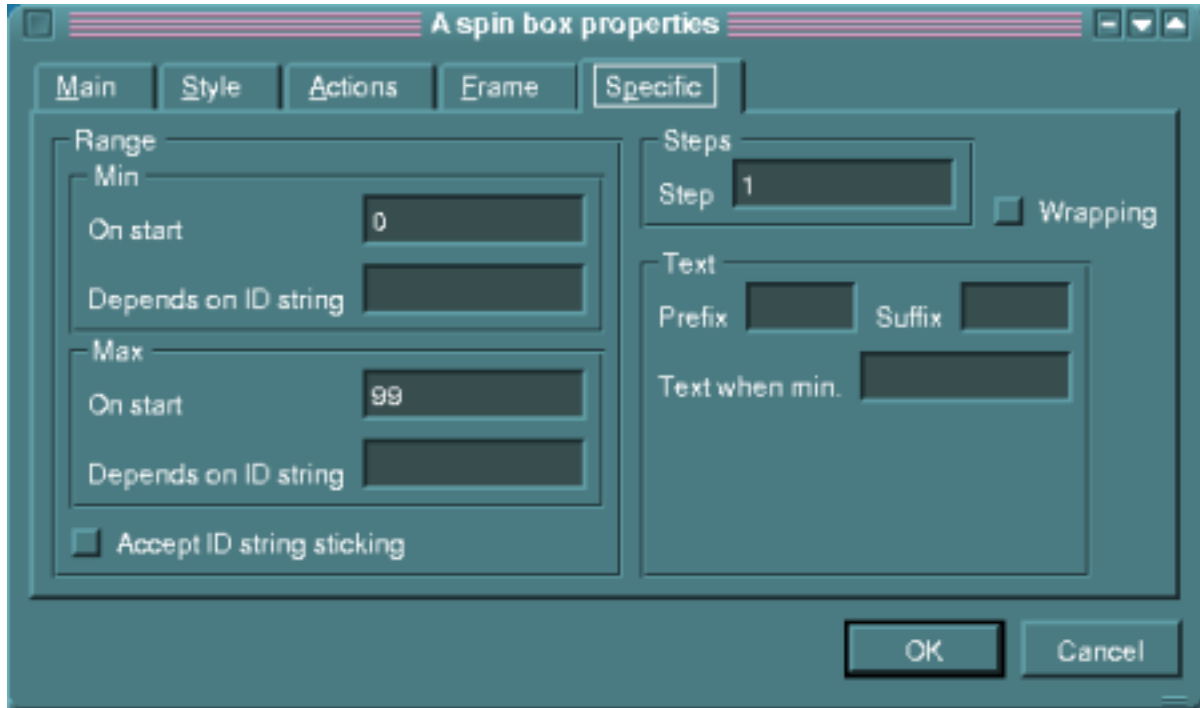 A spin box properties
Main Style Actions Frame Specific
Range
Min
On start 0
Depends on ID string
Max
On start 99
Depends on ID string
Accept ID string sticking
Steps
Step 1
Wrapping
Text
Prefix Suffix
Text when min.
OK Cancel